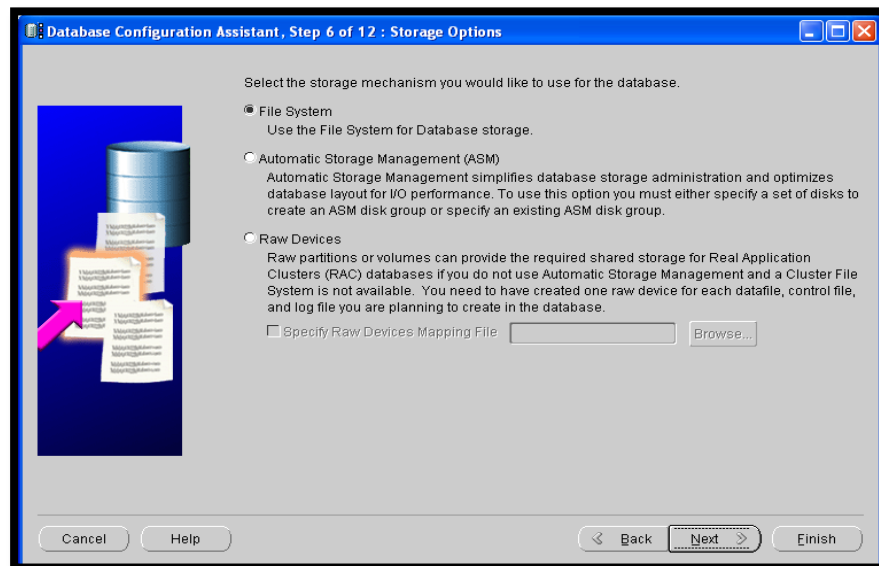 Database Configuration Assistant, Step 6 of 12 : Storage Options
Select the storage mechanism you would like to use for the database.
File System
Use the File System for Database storage.
Automatic Storage Management (ASM)
Automatic Storage Management simplifies database storage administration and optimizes
database layout for I/O performance. To use this option you must either specify a set of disks to
create an ASM disk group or specify an existing ASM disk group.
Raw Devices
Raw partitions or volumes can provide the required shared storage for Real Application
Clusters (RAC) databases if you do not use Automatic Storage Management and a Cluster File
System is not available. You need to have created one raw device for each datafile, control file,
and log file you are planning to create in the database.
Specify Raw Devices Mapping File
Browse...
Cancel
Help
Back
Next
Finish